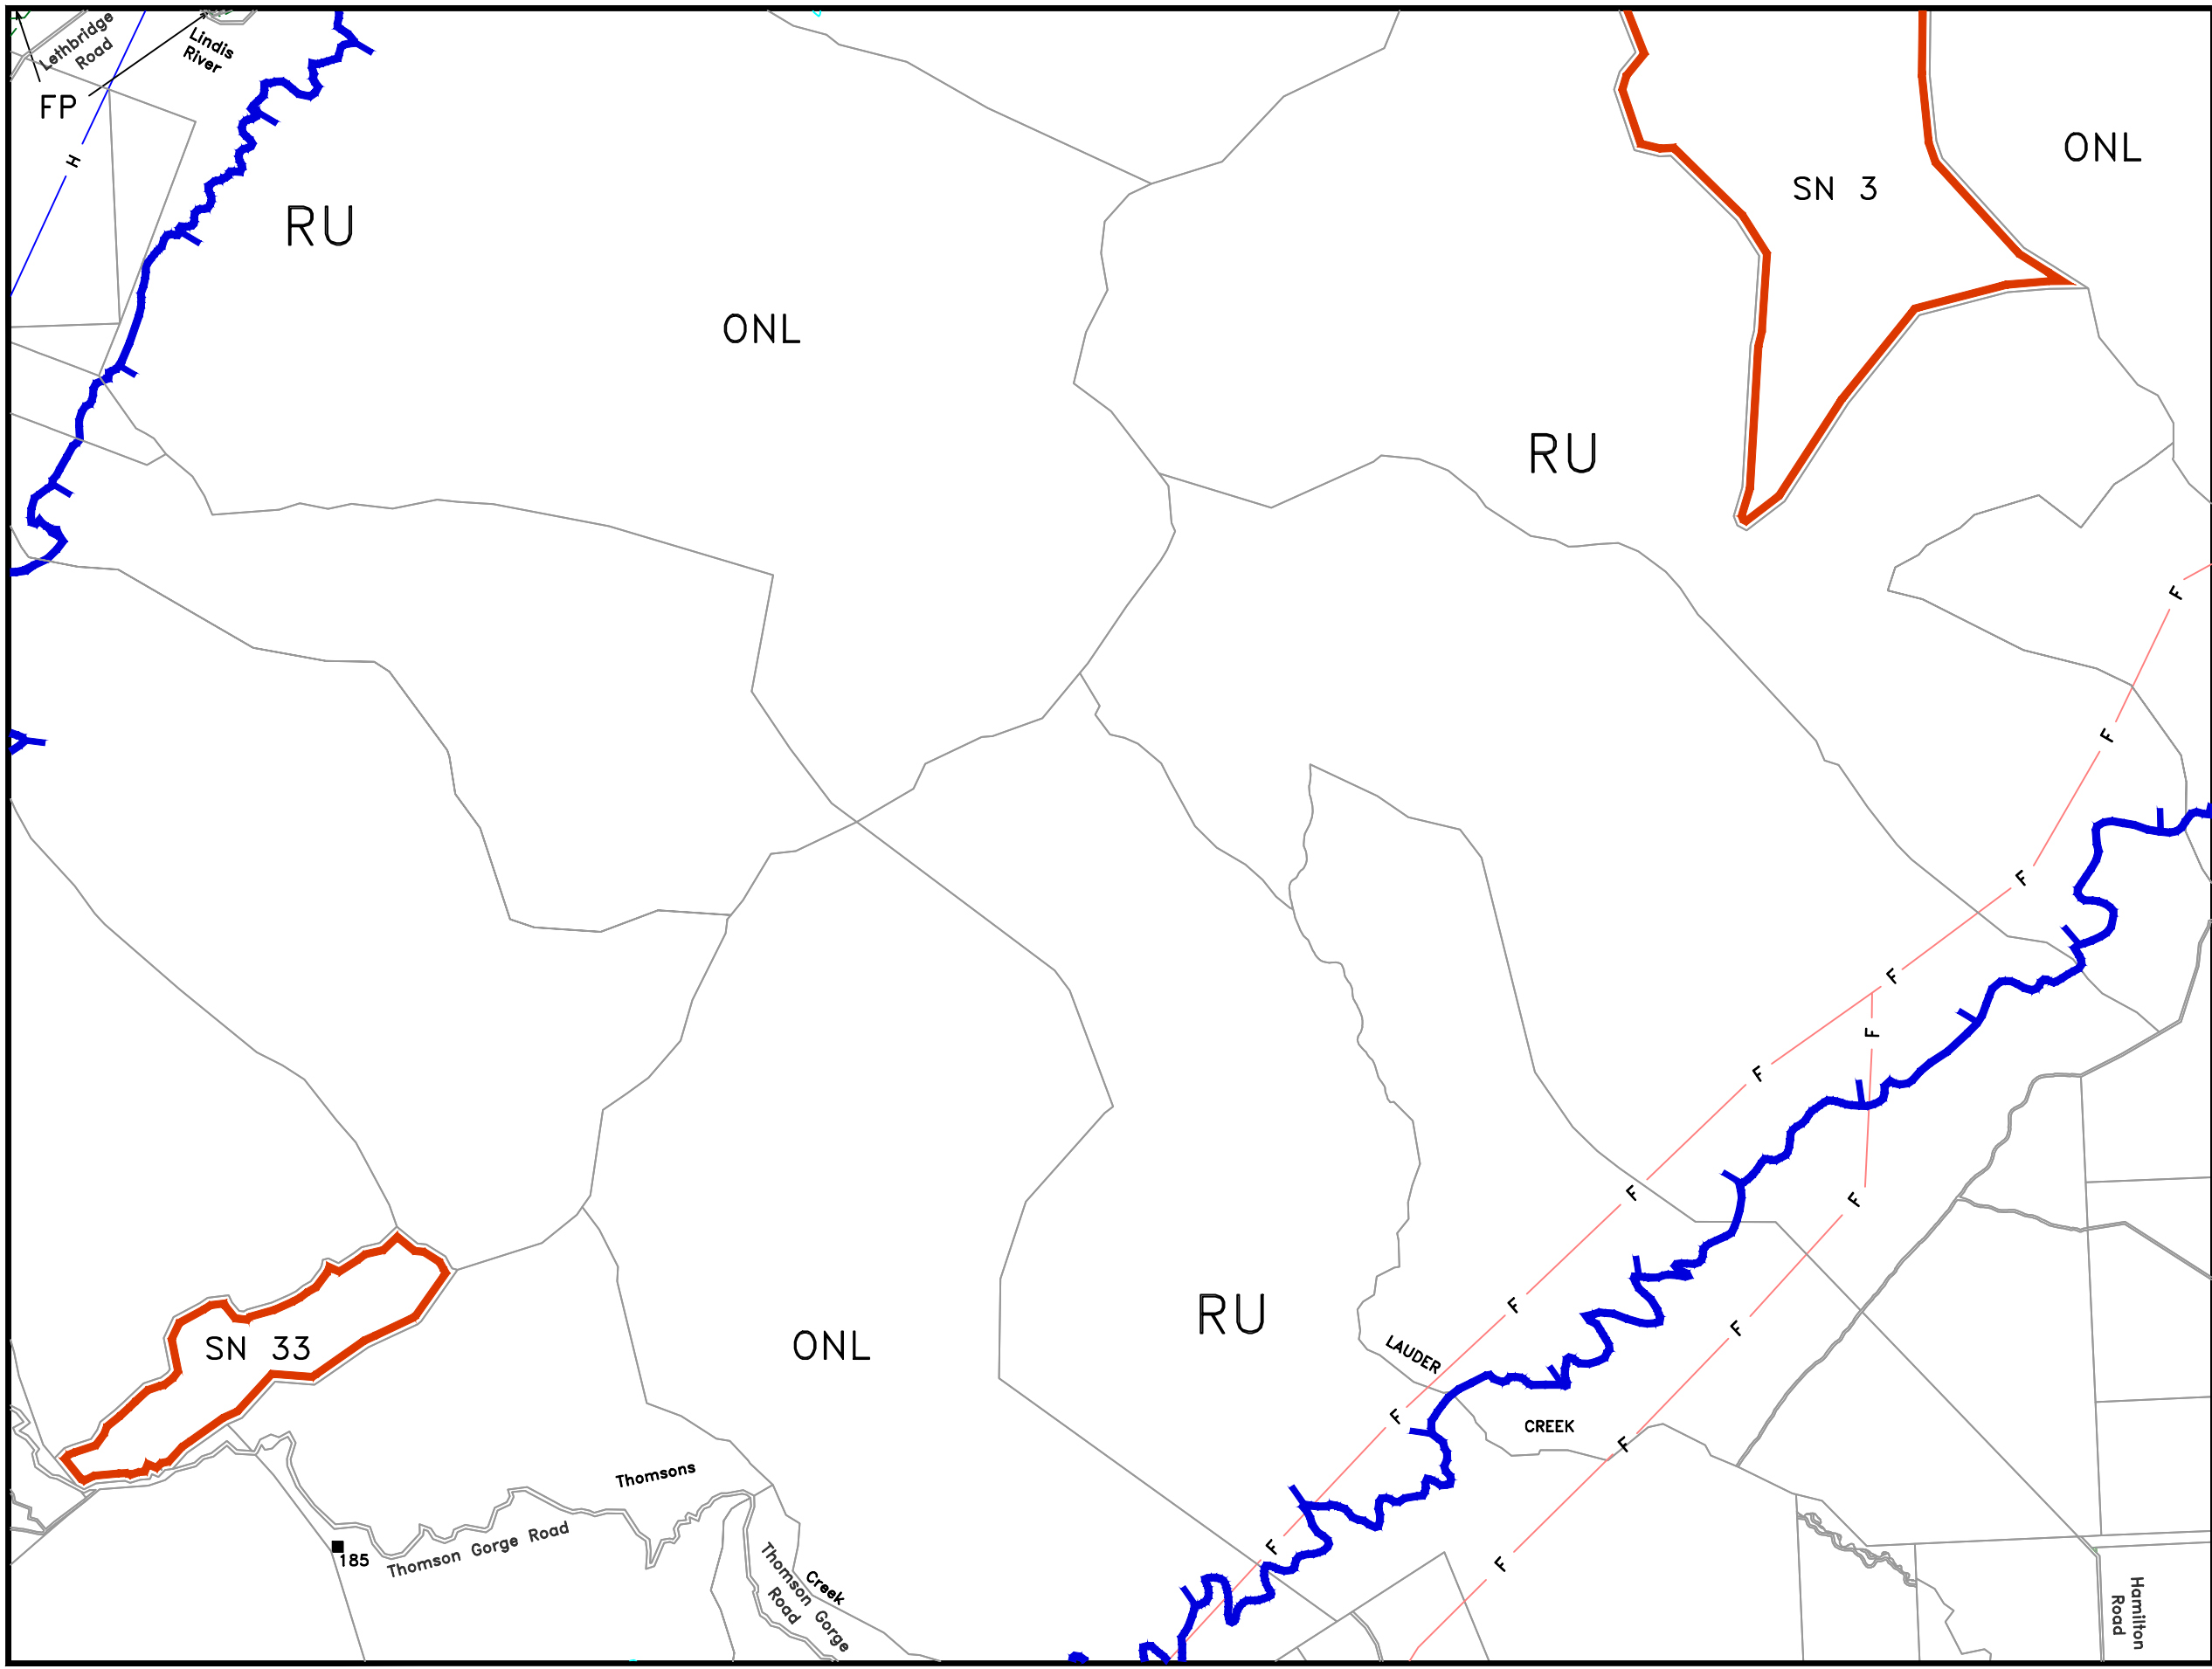 Lethbridge
Road
Lindis
River
FP
H
RU
ONL
SN 3
ONL
RU
F
F
F
F
F
F
F
F
F
F
F
F
F
F
RU
ONL
SN 33
LAUDER
CREEK
Thomsons
Creek
Thomson Gorge Road
Thomson Gorge
Road
185
Hamilton
Road